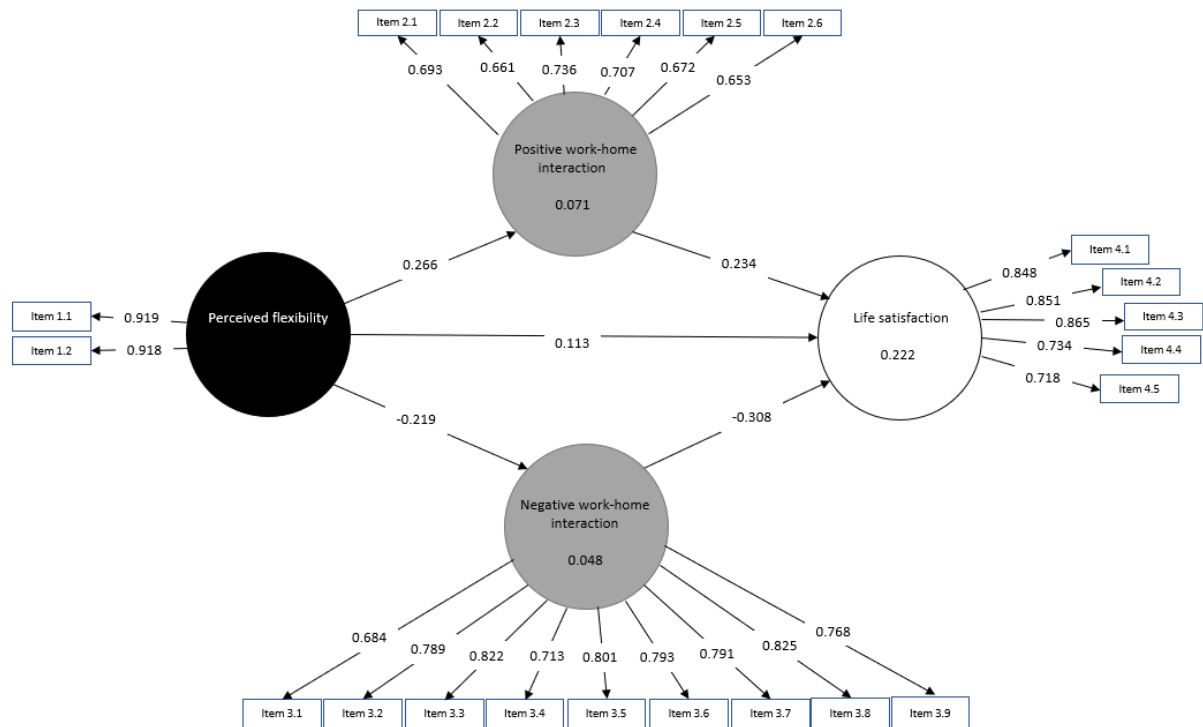 Item 2.1
Item 2.2
Item 2.3
Item 2.4
Item 2.5
Item 2.6
0.693
0.661
0.736
0.707
0.672
0.653
Positive work-home
interaction
0.071
0.266
0.234
Item 1.1
Item 1.2
0.919
0.918
Perceived flexibility
0.113
Life satisfaction
0.222
0.848
0.851
0.865
0.734
0.718
Item 4.1
Item 4.2
Item 4.3
Item 4.4
Item 4.5
-0.219
-0.308
Negative work-home
interaction
0.048
0.684
0.789
0.822
0.713
0.801
0.793
0.791
0.825
0.768
Item 3.1
Item 3.2
Item 3.3
Item 3.4
Item 3.5
Item 3.6
Item 3.7
Item 3.8
Item 3.9